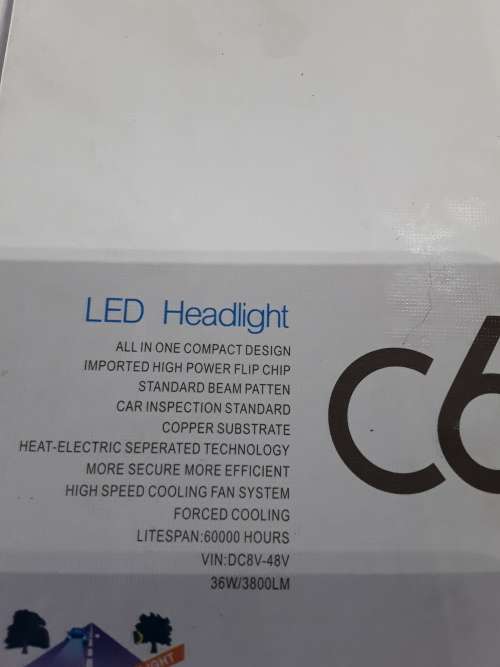 LED Headlight
ALL IN ONE COMPACT DESIGN
IMPORTED HIGH POWER FLIP CHIP
STANDARD BEAM PATTEN
CAR INSPECTION STANDARD
COPPER SUBSTRATE
HEAT-ELECTRIC SEPERATED TECHNOLOGY
MORE SECURE MORE EFFICIENT
HIGH SPEED COOLING FAN SYSTEM
FORCED COOLING
LITESPAN:60000 HOURS
VIN:DC8V-48V
36W/3800LM
C6